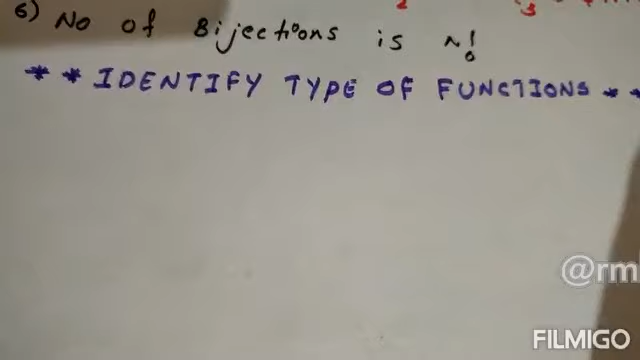 6) No of Bijections is n!
** IDENTIFY TYPE OF FUNCTIONS **
@rm
FILMIGO